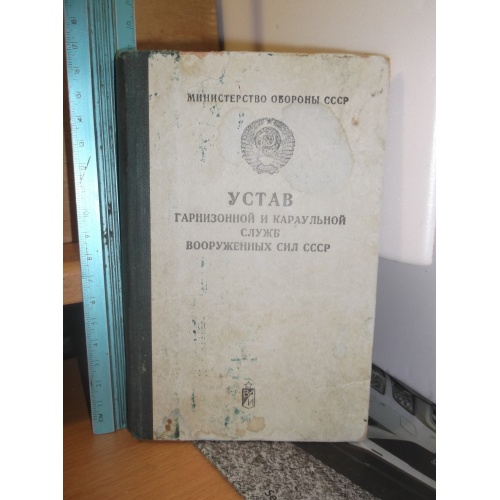 МИНИСТЕРСТВО ОБОРОНЫ СССР
УСТАВ
ГАРНИЗОННОЙ И КАРАУЛЬНОЙ
СЛУЖБ
ВООРУЖЕННЫХ СИЛ СССР